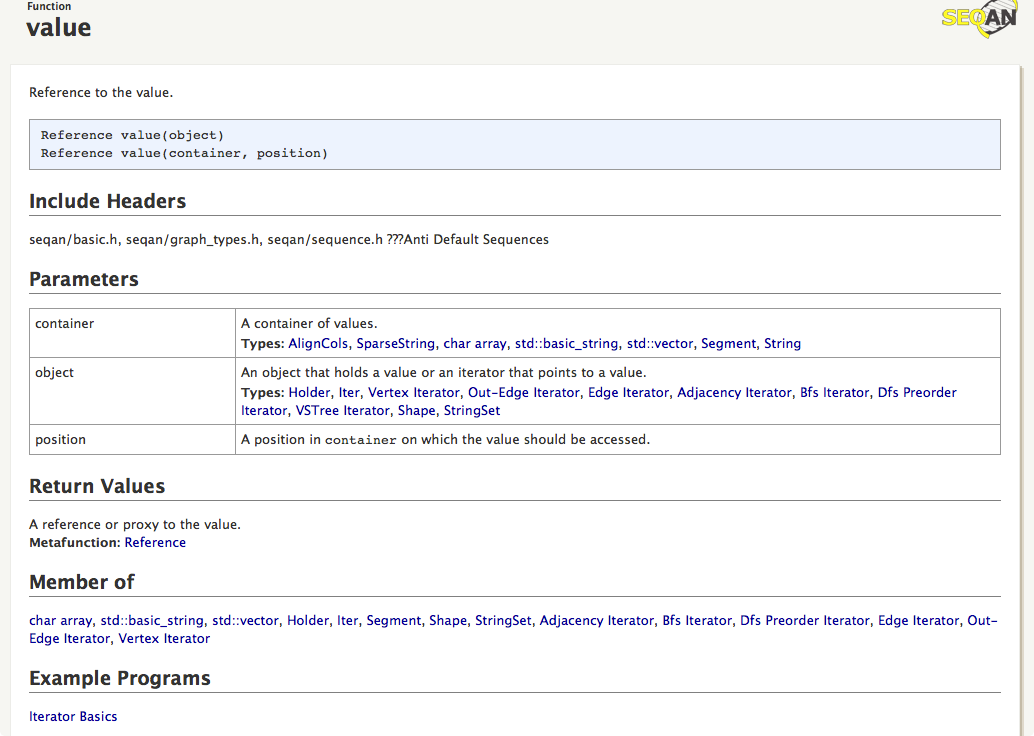 Function
value
SEQAN
Reference to the value.
Reference value(object)
Reference value(container, position)
Include Headers
seqan/basic.h, seqan/graph_types.h, seqan/sequence.h ???Anti Default Sequences
Parameters
container
A container of values.
Types: AlignCols, SparseString, char array, std::basic_string, std::vector, Segment, String
object
An object that holds a value or an iterator that points to a value.
Types: Holder, Iter, Vertex Iterator, Out-Edge Iterator, Edge Iterator, Adjacency Iterator, Bfs Iterator, Dfs Preorder
Iterator, VSTree Iterator, Shape, StringSet
position
A position in container on which the value should be accessed.
Return Values
A reference or proxy to the value.
Metafunction: Reference
Member of
char array, std::basic_string, std::vector, Holder, Iter, Segment, Shape, StringSet, Adjacency Iterator, Bfs Iterator, Dfs Preorder Iterator, Edge Iterator, Out-
Edge Iterator, Vertex Iterator
Example Programs
Iterator Basics